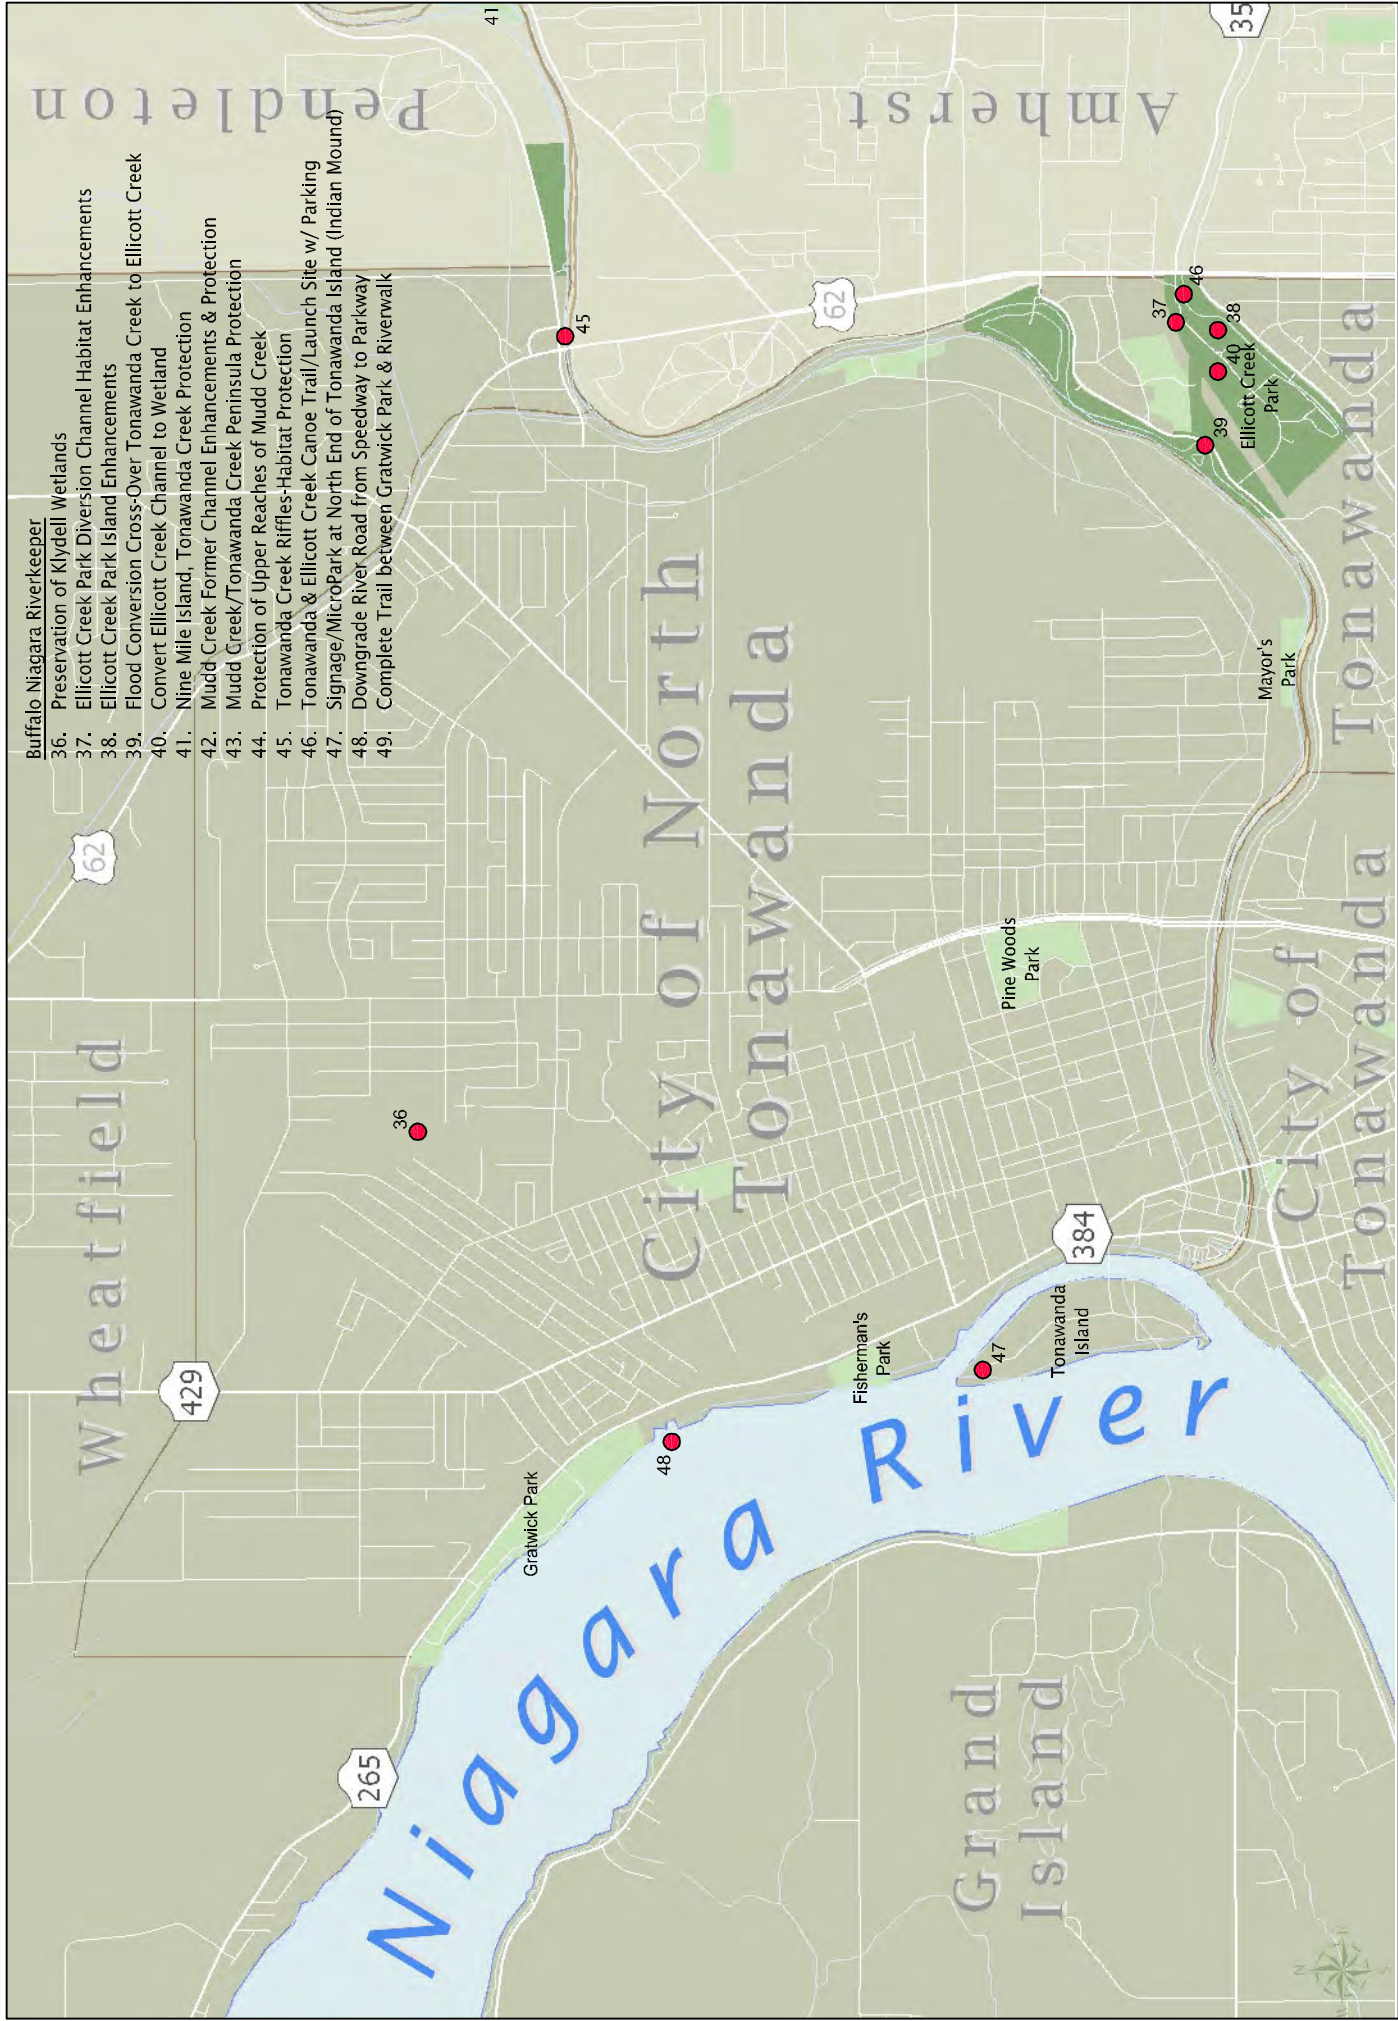 Buffalo Niagara Riverkeeper
36. Preservation of Klydell Wetlands
37. Ellicott Creek Park Diversion Channel Habitat Enhancements
38. Ellicott Creek Park Island Enhancements
39. Flood Conversion Cross-Over Tonawanda Creek to Ellicott Creek
40. Convert Ellicott Creek Channel to Wetland
41. Nine Mile Island, Tonawanda Creek Protection
42. Mudd Creek Former Channel Enhancements & Protection
43. Mudd Greek/Tonawanda Creek Peninsula Protection
44. Protection of Upper Reaches of Mudd Creek
45. Tonawanda Creek Riffles-Habitat Protection
46. Tonawanda & Ellicott Creek Canoe Trail/Launch Site w/ Parking
47. Signage/MicroPark at North End of Tonawanda Island (Indian Mound)
48. Downgrade River Road from Speedway to Parkway
49. Complete Trail between Gratwick Park & Riverwalk
Wheatfield
Pendleton
62
429
265
36
41
45
Gratwick Park
48
City of North
Tonawanda
62
Amherst
Fisherman's
Park
47
Tonawanda
Island
384
Pine Woods
Park
Niagara River
Grand
Island
Mayor's
Park
37
46
38
40
39
Ellicott Creek
Park
35
City of
Tonawanda
Tonawanda
N
S